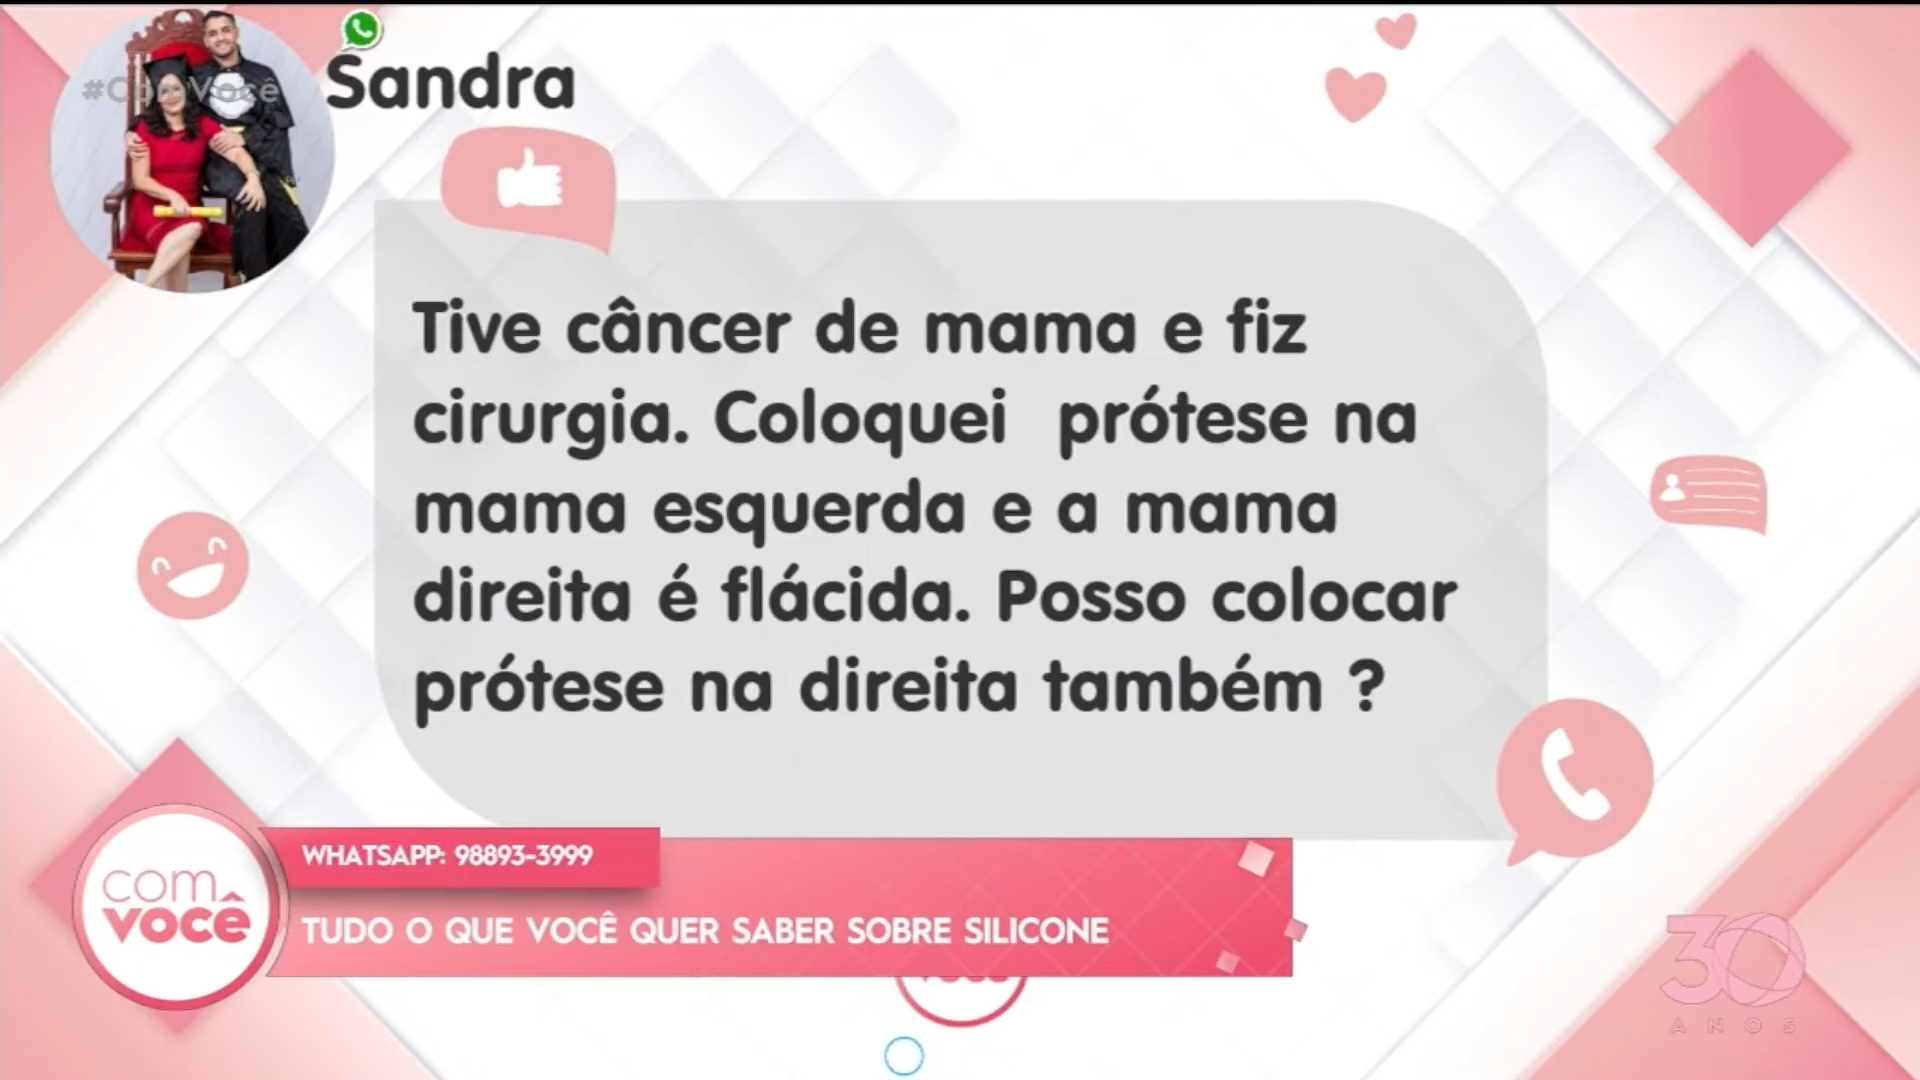 #ComVocê
Sandra
Tive câncer de mama e fiz
cirurgia. Coloquei prótese na
mama esquerda e a mama
direita é flácida. Posso colocar
prótese na direita também ?
WHATSAPP: 98893-3999
com
você
TUDO O QUE VOCÊ QUER SABER SOBRE SILICONE
30
ANOS